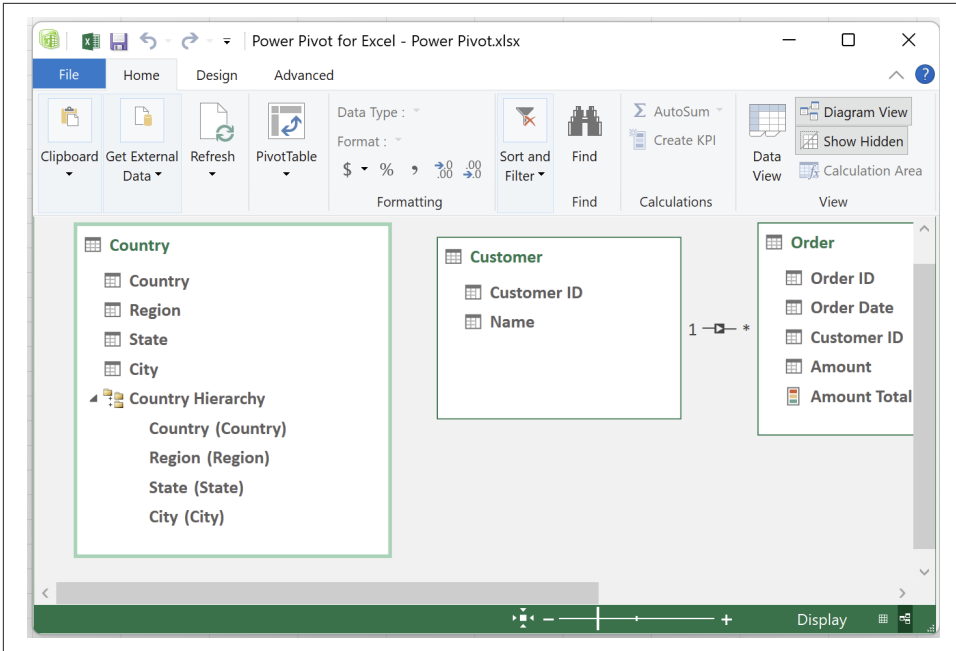 Power Pivot for Excel - Power Pivot.xlsx
File Home Design Advanced
Clipboard
Get External Data
Refresh
PivotTable
Data Type :
Format :
$ % , .0 .00 .00 .0
Formatting
Sort and Filter
Find
Find
AutoSum
Create KPI
Calculations
Data View
Diagram View
Show Hidden
Calculation Area
View
Country
Country
Region
State
City
Country Hierarchy
Country (Country)
Region (Region)
State (State)
City (City)
Customer
Customer ID
Name
1 *
Order
Order ID
Order Date
Customer ID
Amount
Amount Total
Display